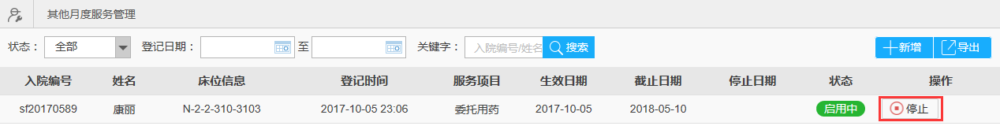 其他月度服务管理
状态： 全部 登记日期： 至 关键字： 入院编号/姓名 搜索 新增 导出
入院编号 姓名 床位信息 登记时间 服务项目 生效日期 截止日期 停止日期 状态 操作
sf20170589 康丽 N-2-2-310-3103 2017-10-05 23:06 委托用药 2017-10-05 2018-05-10 启用中 停止